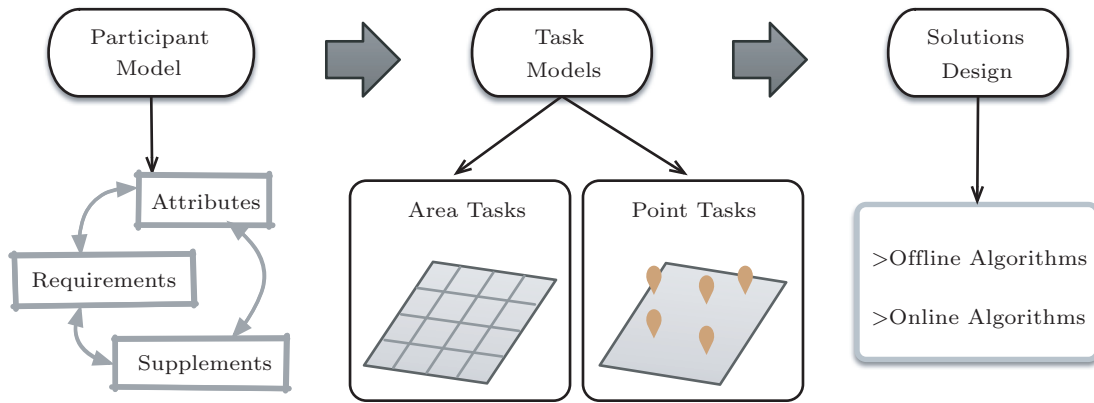 Participant
Model
Task
Models
Solutions
Design
Attributes
Requirements
Supplements
Area Tasks
Point Tasks
>Offline Algorithms
>Online Algorithms